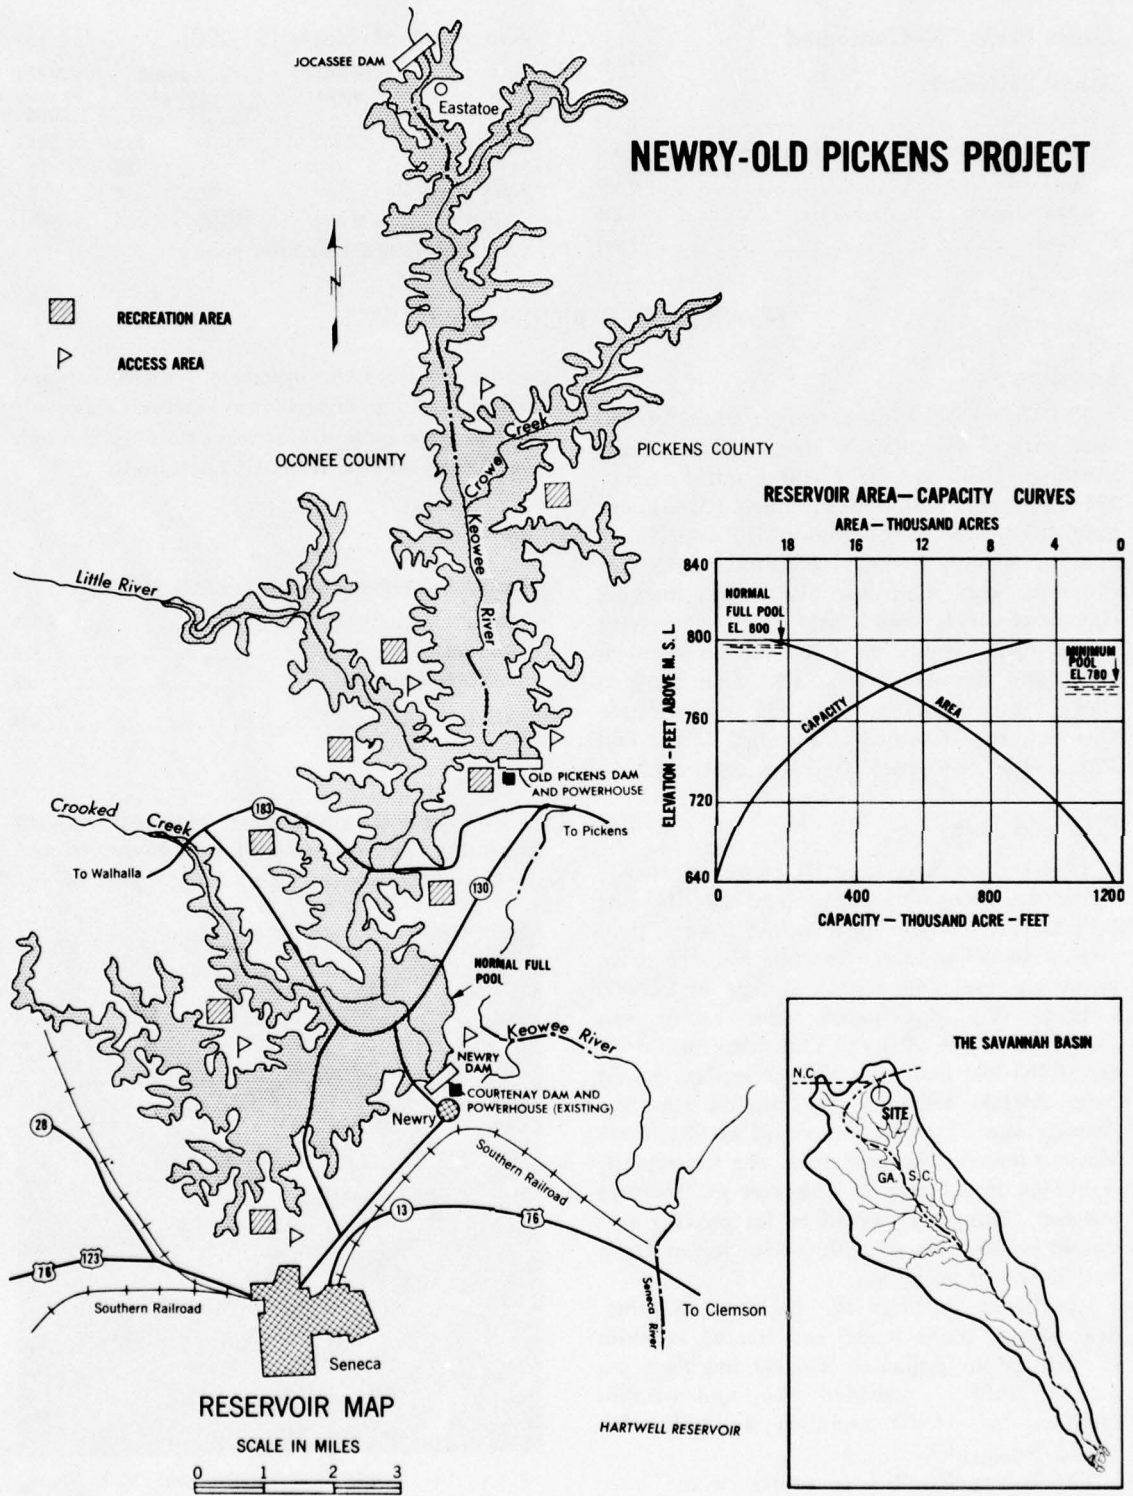 JOCASSEE DAM
Eastatoe
NEWRY-OLD PICKENS PROJECT
N
RECREATION AREA
ACCESS AREA
OCONEE COUNTY
PICKENS COUNTY
Crowe Creek
Keowee River
Little River
RESERVOIR AREA—CAPACITY CURVES
AREA—THOUSAND ACRES
18 16 12 8 4 0
840
800
760
720
640
ELEVATION - FEET ABOVE M. S. L.
NORMAL
FULL POOL
EL. 800
MINIMUM
POOL
EL. 780
CAPACITY
AREA
0 400 800 1200
CAPACITY — THOUSAND ACRE - FEET
OLD PICKENS DAM
AND POWERHOUSE
Crooked Creek
183
To Pickens
To Walhalla
130
NORMAL FULL
POOL
Keowee River
NEWRY
DAM
COURTENAY DAM AND
POWERHOUSE (EXISTING)
Newry
Southern Railroad
28
13
76
76
123
Southern Railroad
Seneca River
To Clemson
Seneca
THE SAVANNAH BASIN
N.C.
SITE
GA.
S.C.
RESERVOIR MAP
SCALE IN MILES
0 1 2 3
HARTWELL RESERVOIR